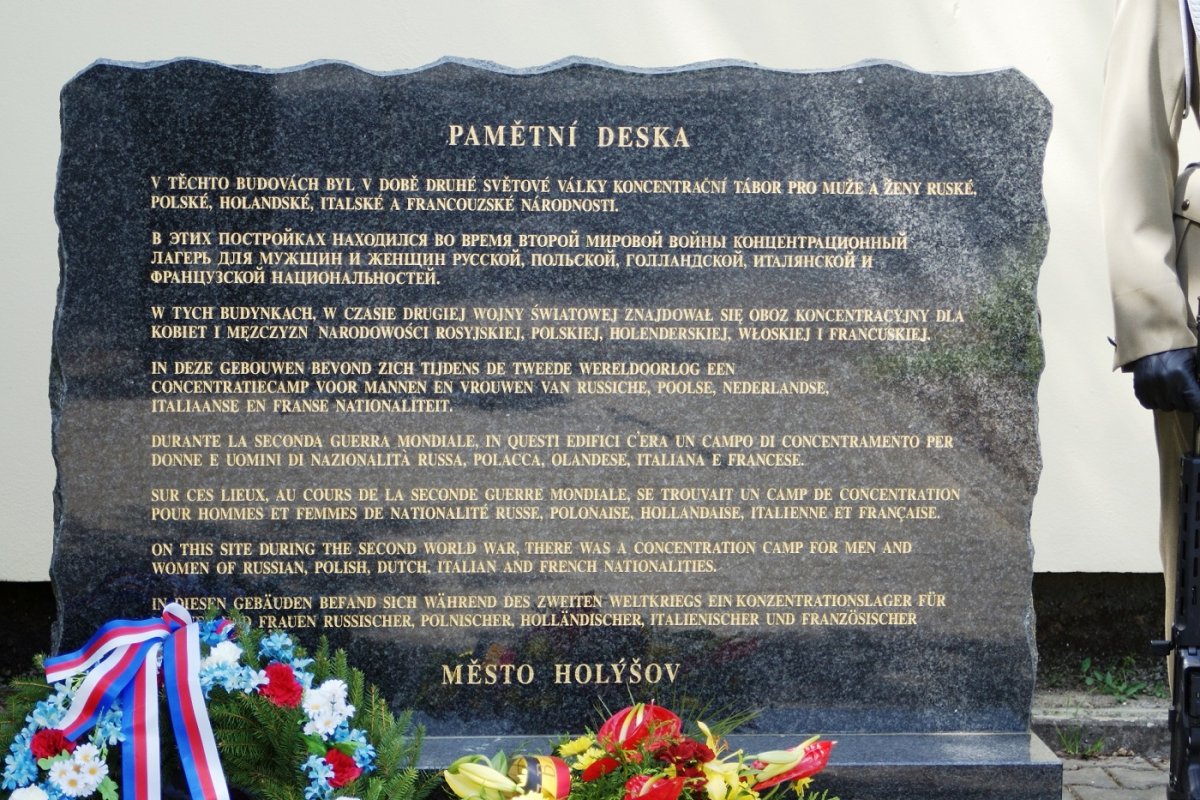 PAMĚTNÍ DESKA
V TĚCHTO BUDOVÁCH BYL V DOBĚ DRUHÉ SVĚTOVÉ VÁLKY KONCENTRAČNÍ TÁBOR PRO MUŽE A ŽENY RUSKÉ,
POLSKÉ, HOLANDSKÉ, ITALSKÉ A FRANCOUZSKÉ NÁRODNOSTI.
В ЭТИХ ПОСТРОЙКАХ НАХОДИЛСЯ ВО ВРЕМЯ ВТОРОЙ МИРОВОЙ ВОЙНЫ КОНЦЕНТРАЦИОННЫЙ
ЛАГЕРЬ ДЛЯ МУЖЩИН И ЖЕНЩИН РУССКОЙ, ПОЛЬСКОЙ, ГОЛЛАНДСКОЙ, ИТАЛЯНСКОЙ И
ФРАНЦУЗСКОЙ НАЦИОНАЛЬНОСТЕЙ.
W TYCH BUDYNKACH, W CZASIE DRUGIEJ WOJNY ŚWIATOWEJ ZNAJDOWAŁ SIĘ OBOZ KONCENTRACYJNY DLA
KOBIET I MĘZCZYZN NARODOWOŚCI ROSYJSKIEJ, POLSKIEJ, HOLENDERSKIEJ, WŁOSKIEJ I FRANCUSKIEJ.
IN DEZE GEBOUWEN BEVOND ZICH TIJDENS DE TWEEDE WERELDOORLOG EEN
CONCENTRATIECAMP VOOR MANNEN EN VROUWEN VAN RUSSICHE, POOLSE, NEDERLANDSE,
ITALIAANSE EN FRANSE NATIONALITEIT.
DURANTE LA SECONDA GUERRA MONDIALE, IN QUESTI EDIFICI C'ERA UN CAMPO DI CONCENTRAMENTO PER
DONNE E UOMINI DI NAZIONALITÀ RUSSA, POLACCA, OLANDESE, ITALIANA E FRANCESE.
SUR CES LIEUX, AU COURS DE LA SECONDE GUERRE MONDIALE, SE TROUVAIT UN CAMP DE CONCENTRATION
POUR HOMMES ET FEMMES DE NATIONALITÉ RUSSE, POLONAISE, HOLLANDAISE, ITALIENNE ET FRANÇAISE.
ON THIS SITE DURING THE SECOND WORLD WAR, THERE WAS A CONCENTRATION CAMP FOR MEN AND
WOMEN OF RUSSIAN, POLISH, DUTCH, ITALIAN AND FRENCH NATIONALITIES.
IN DIESEN GEBÄUDEN BEFAND SICH WÄHREND DES ZWEITEN WELTKRIEGS EIN KONZENTRATIONSLAGER FÜR
FRAUEN RUSSISCHER, POLNISCHER, HOLLÄNDISCHER, ITALIENISCHER UND FRANZÖSISCHER
MĚSTO HOLÝŠOV